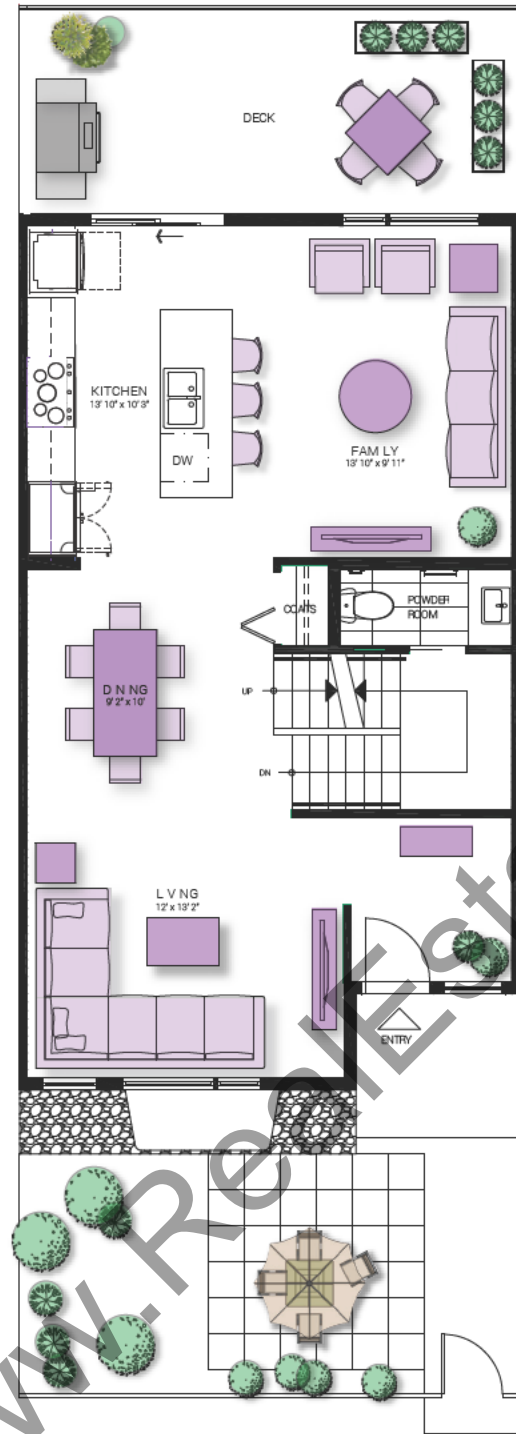 DECK
KITCHEN
13' 10" x 10' 3"
DW
FAM LY
13' 10" x 9' 11"
COATS
POWDER
ROOM
D N NG
9' 2" x 10'
UP
DN
L V NG
12' x 13' 2"
ENTRY
www.RealEst